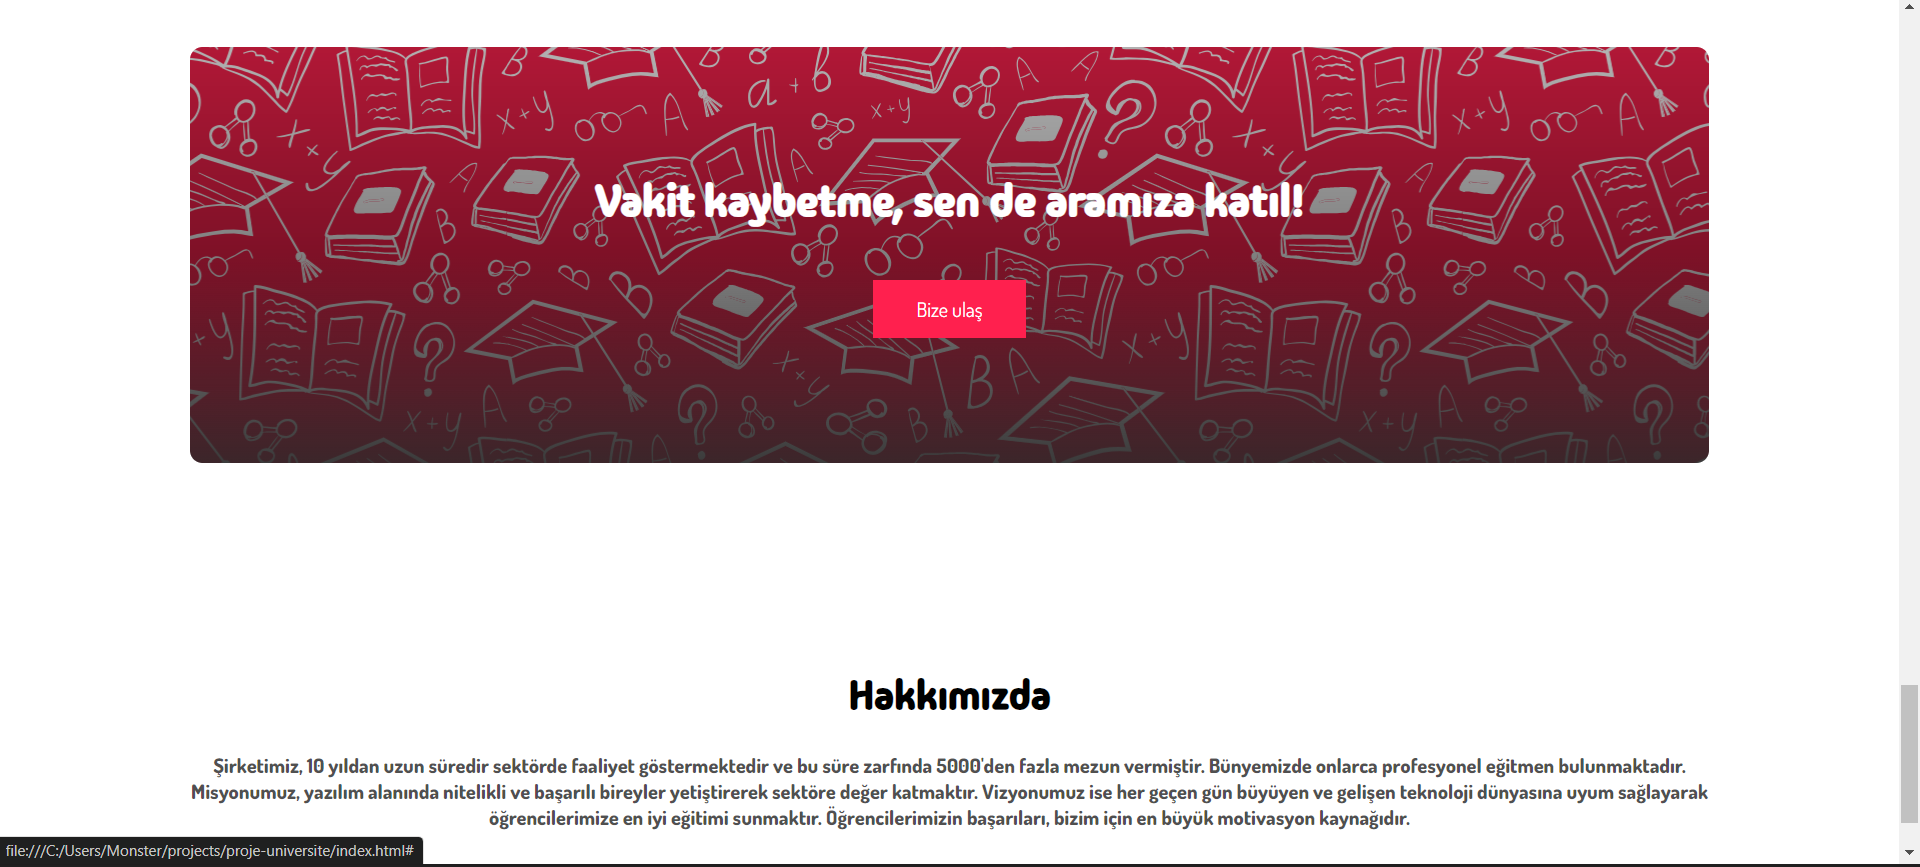 Vakit kaybetme, sen de aramıza katıl!
Bize ulaş
Hakkımızda
Şirketimiz, 10 yıldan uzun süredir sektörde faaliyet göstermektedir ve bu süre zarfında 5000'den fazla mezun vermiştir. Bünyemizde onlarca profesyonel eğitmen bulunmaktadır.
Misyonumuz, yazılım alanında nitelikli ve başarılı bireyler yetiştirerek sektöre değer katmaktır. Vizyonumuz ise her geçen gün büyüyen ve gelişen teknoloji dünyasına uyum sağlayarak
öğrencilerimize en iyi eğitimi sunmaktır. Öğrencilerimizin başarıları, bizim için en büyük motivasyon kaynağıdır.
file:///C:/Users/Monster/projects/proje-universite/index.html#